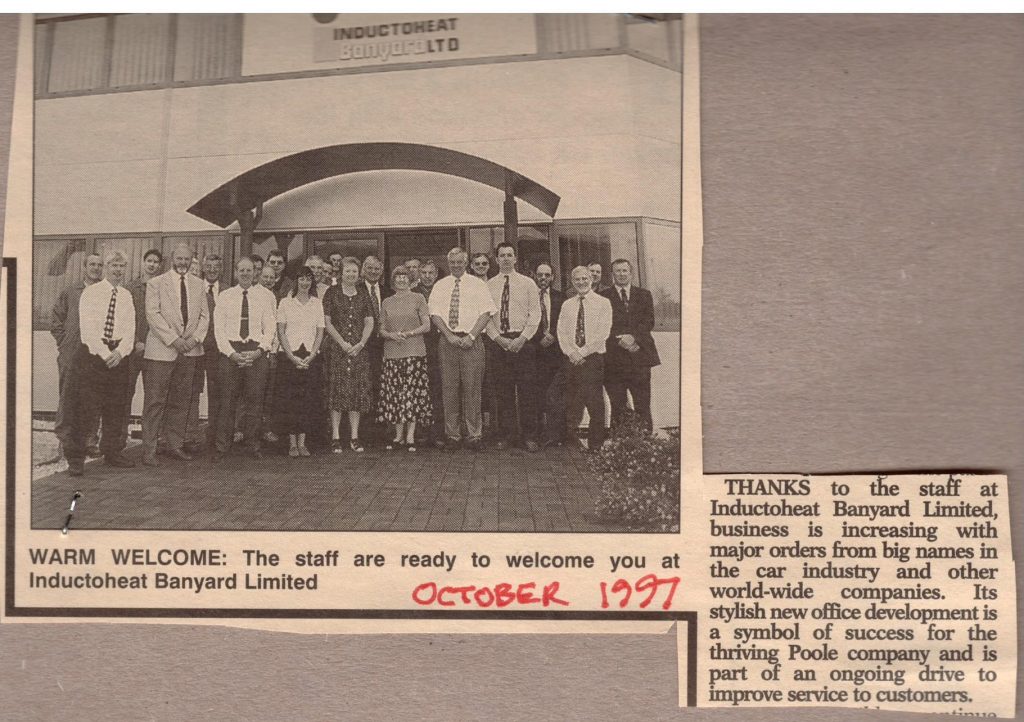 INDUCTOHEAT
Banyard LTD
WARM WELCOME: The staff are ready to welcome you at
Inductoheat Banyard Limited
OCTOBER 1997
THANKS to the staff at
Inductoheat Banyard Limited,
business is increasing with
major orders from big names in
the car industry and other
world-wide companies. Its
stylish new office development is
a symbol of success for the
thriving Poole company and is
part of an ongoing drive to
improve service to customers.